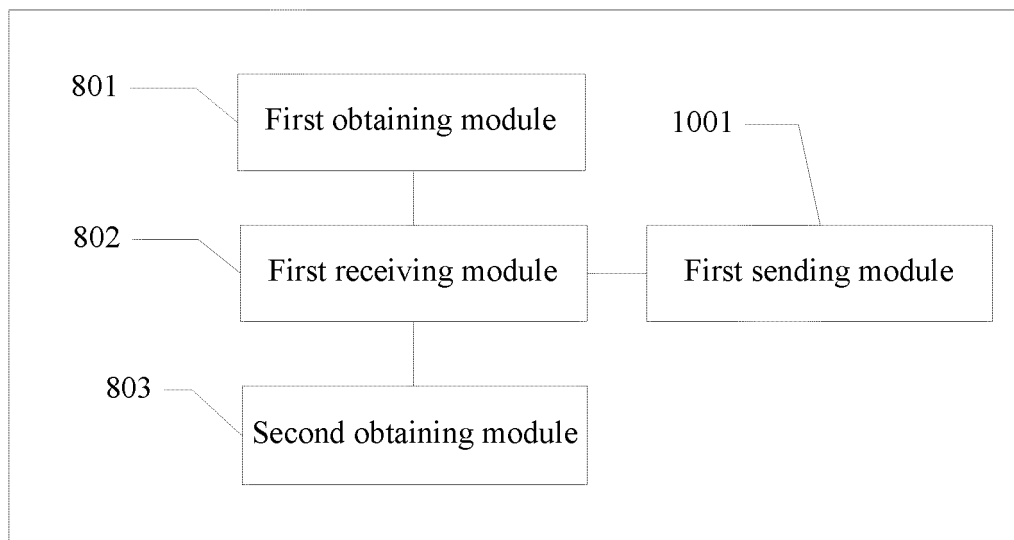 801
First obtaining module
1001
802
First receiving module
First sending module
803
Second obtaining module